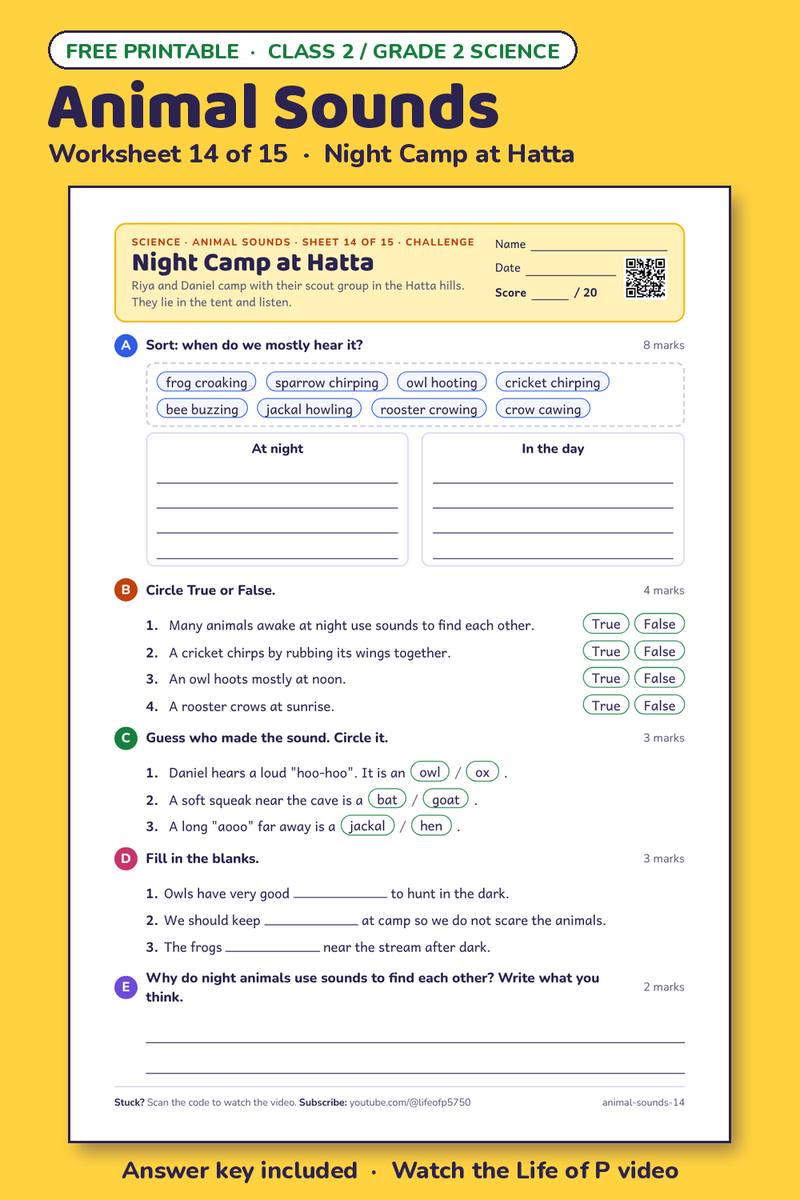 FREE PRINTABLE · CLASS 2 / GRADE 2 SCIENCE
Animal Sounds
Worksheet 14 of 15 · Night Camp at Hatta
SCIENCE · ANIMAL SOUNDS · SHEET 14 OF 15 · CHALLENGE
Night Camp at Hatta
Riya and Daniel camp with their scout group in the Hatta hills.
They lie in the tent and listen.
Name
Date
Score / 20
A Sort: when do we mostly hear it? 8 marks
frog croaking sparrow chirping owl hooting cricket chirping
bee buzzing jackal howling rooster crowing crow cawing
At night In the day
B Circle True or False. 4 marks
1. Many animals awake at night use sounds to find each other. True False
2. A cricket chirps by rubbing its wings together. True False
3. An owl hoots mostly at noon. True False
4. A rooster crows at sunrise. True False
C Guess who made the sound. Circle it. 3 marks
1. Daniel hears a loud "hoo-hoo". It is an owl / ox .
2. A soft squeak near the cave is a bat / goat .
3. A long "aooo" far away is a jackal / hen .
D Fill in the blanks. 3 marks
1. Owls have very good ____________ to hunt in the dark.
2. We should keep ____________ at camp so we do not scare the animals.
3. The frogs ____________ near the stream after dark.
E Why do night animals use sounds to find each other? Write what you 2 marks
think.
Stuck? Scan the code to watch the video. Subscribe: youtube.com/@lifeofp5750 animal-sounds-14
Answer key included · Watch the Life of P video